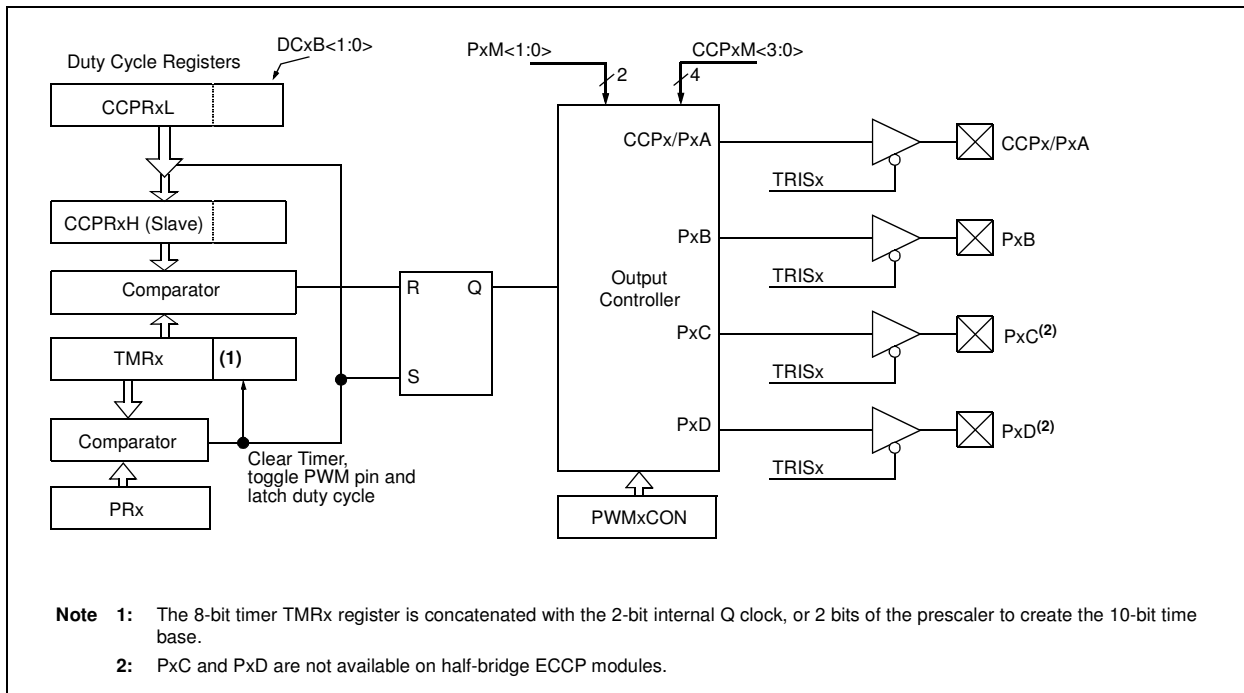 DCxB<1:0>
Duty Cycle Registers
CCPRxL
CCPRxH (Slave)
Comparator
TMRx
(1)
Comparator
PRx
Clear Timer,
toggle PWM pin and
latch duty cycle
R
Q
S
PxM<1:0>
2
CCPxM<3:0>
4
Output
Controller
CCPx/PxA
PxB
PxC
PxD
PWMxCON
TRISx
CCPx/PxA
TRISx
PxB
TRISx
PxC(2)
TRISx
PxD(2)
Note 1: The 8-bit timer TMRx register is concatenated with the 2-bit internal Q clock, or 2 bits of the prescaler to create the 10-bit time
base.
2: PxC and PxD are not available on half-bridge ECCP modules.